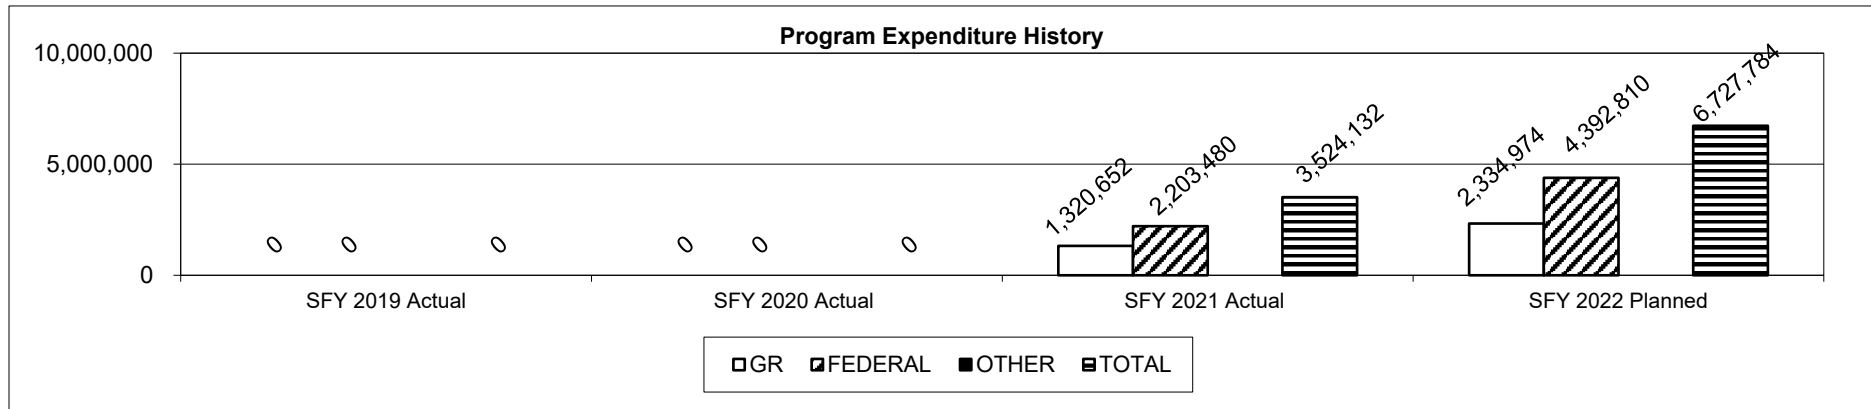 Program Expenditure History
10,000,000
5,000,000
0
0 0 0 0 0 0 1,320,652 2,203,480 3,524,132 2,334,974 4,392,810 6,727,784
SFY 2019 Actual SFY 2020 Actual SFY 2021 Actual SFY 2022 Planned
GR FEDERAL OTHER TOTAL